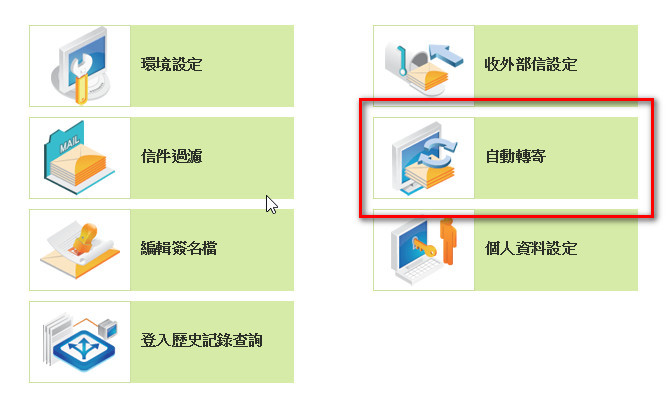 環境設定
收外部信設定
MAIL
信件過濾
自動轉寄
編輯簽名檔
個人資料設定
登入歷史記錄查詢